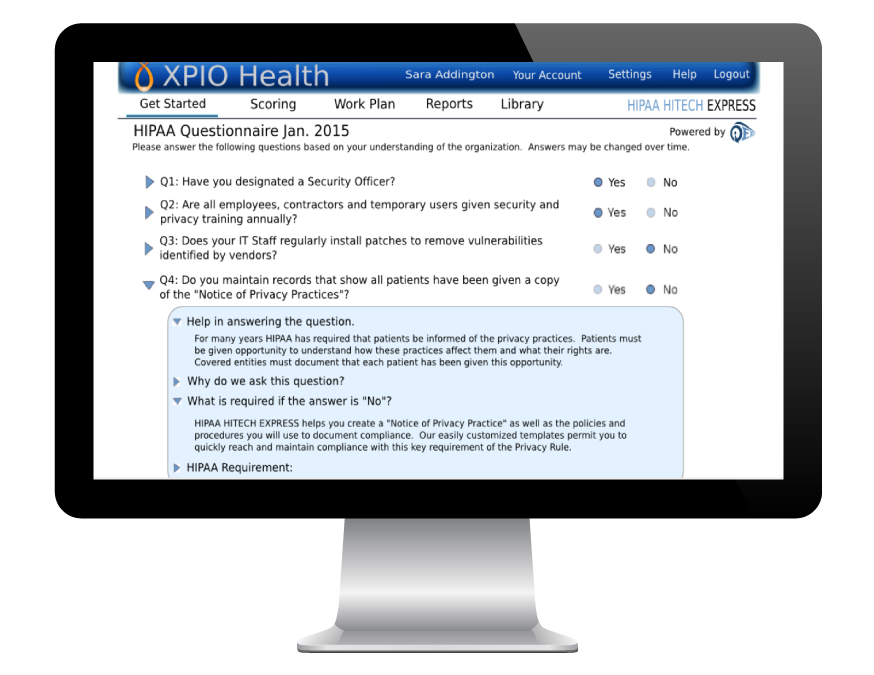 XPIO Health
Sara Addington Your Account Settings Help Logout
Get Started Scoring Work Plan Reports Library HIPAA HITECH EXPRESS
HIPAA Questionnaire Jan. 2015
Powered by
Please answer the following questions based on your understanding of the organization. Answers may be changed over time.
Q1: Have you designated a Security Officer? Yes No
Q2: Are all employees, contractors and temporary users given security and
privacy training annually? Yes No
Q3: Does your IT Staff regularly install patches to remove vulnerabilities
identified by vendors? Yes No
Q4: Do you maintain records that show all patients have been given a copy
of the "Notice of Privacy Practices"? Yes No
Help in answering the question.
For many years HIPAA has required that patients be informed of the privacy practices. Patients must
be given opportunity to understand how these practices affect them and what their rights are.
Covered entities must document that each patient has been given this opportunity.
Why do we ask this question?
What is required if the answer is "No"?
HIPAA HITECH EXPRESS helps you create a "Notice of Privacy Practice" as well as the policies and
procedures you will use to document compliance. Our easily customized templates permit you to
quickly reach and maintain compliance with this key requirement of the Privacy Rule.
HIPAA Requirement: